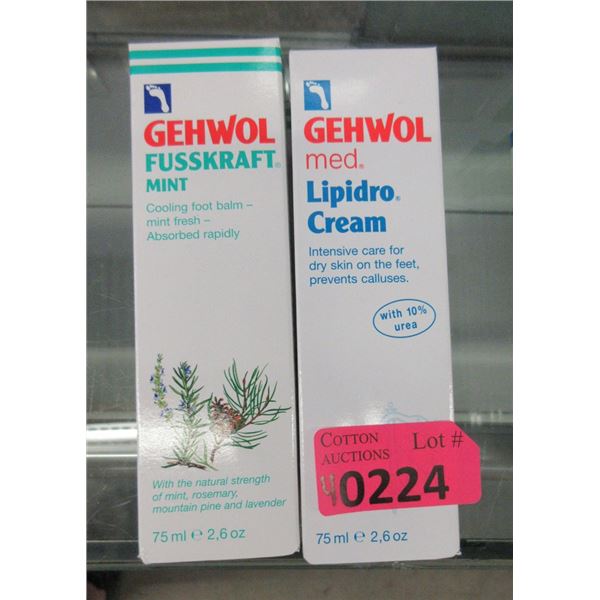 GEHWOL
FUSSKRAFT®
MINT
Cooling foot balm –
mint fresh –
Absorbed rapidly
With the natural strength
of mint, rosemary,
mountain pine and lavender
75 ml ℮ 2,6 oz
GEHWOL
med®
Lipidro®
Cream
Intensive care for
dry skin on the feet,
prevents calluses.
with 10%
urea
COTTON
AUCTIONS
Lot #
40224
75 ml ℮ 2,6 oz